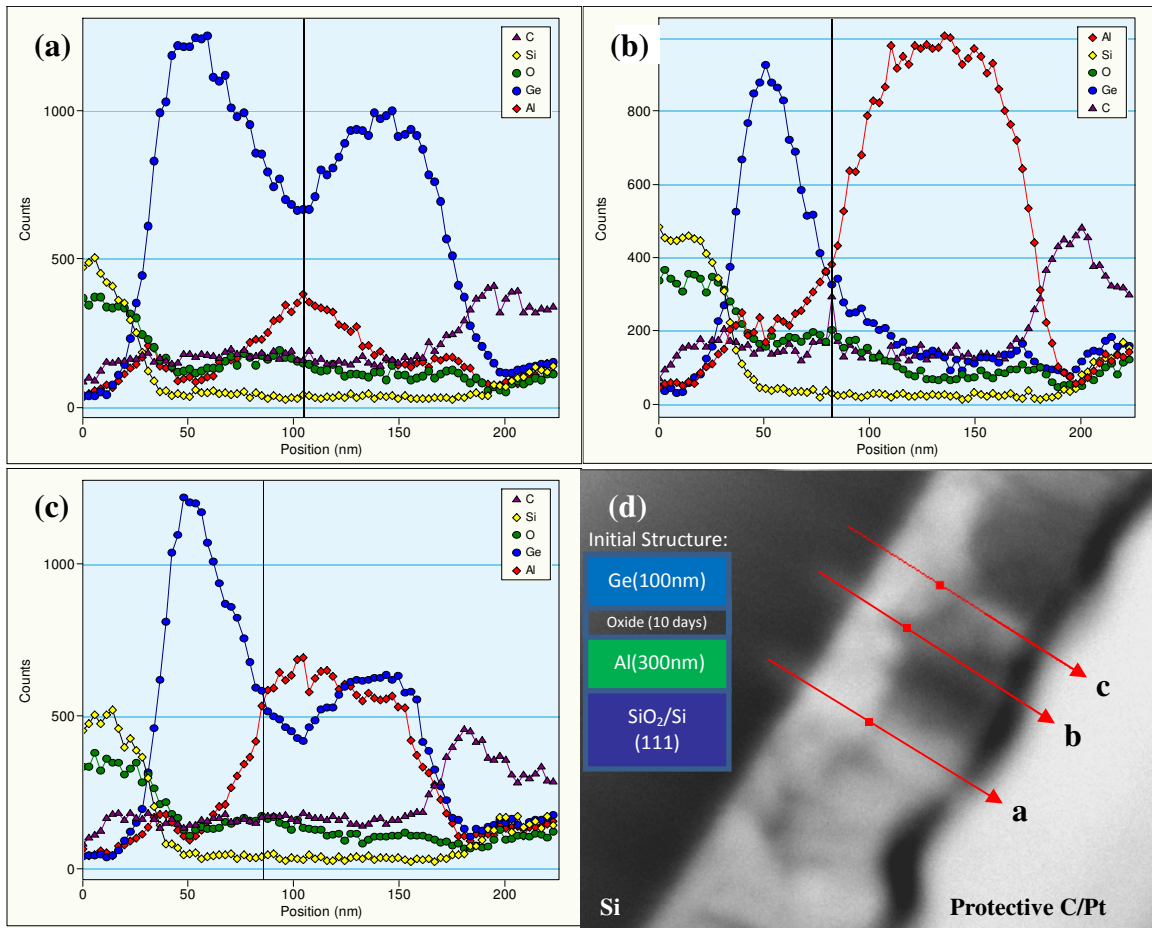 (a)
C
Si
O
Ge
Al
Counts
1000
500
0
0
50
100
150
200
Position (nm)
(b)
Al
Si
O
Ge
C
Counts
800
600
400
200
0
0
50
100
150
200
Position (nm)
(c)
C
Si
O
Ge
Al
Counts
1000
500
0
0
50
100
150
200
Position (nm)
(d)
Initial Structure:
Ge(100nm)
Oxide (10 days)
Al(300nm)
SiO₂/Si
(111)
c
b
a
Si
Protective C/Pt